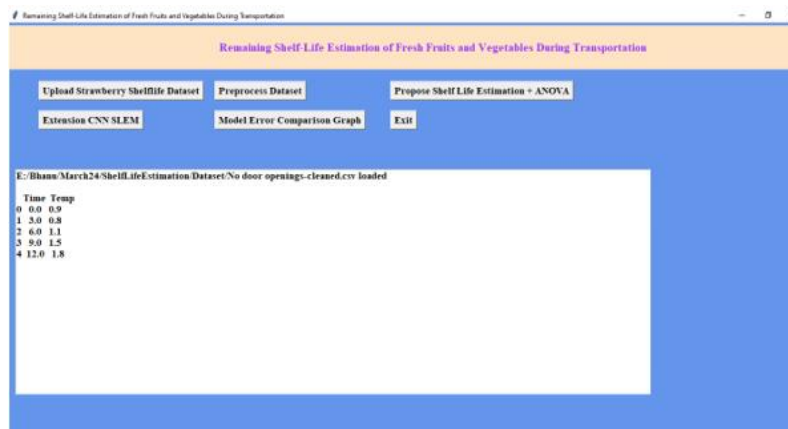 Remaining Shelf-Life Estimation of Fresh Fruits and Vegetables During Transportation
Remaining Shelf-Life Estimation of Fresh Fruits and Vegetables During Transportation
Upload Strawberry Shelflife Dataset Preprocess Dataset Propose Shelf Life Estimation + ANOVA
Extension CNN SLEM Model Error Comparison Graph Exit
E:/Bhanu/March24/ShelfLifeEstimation/Dataset/No door openings-cleaned.csv loaded
Time Temp
0 0.0 0.9
1 3.0 0.8
2 6.0 1.1
3 9.0 1.5
4 12.0 1.8